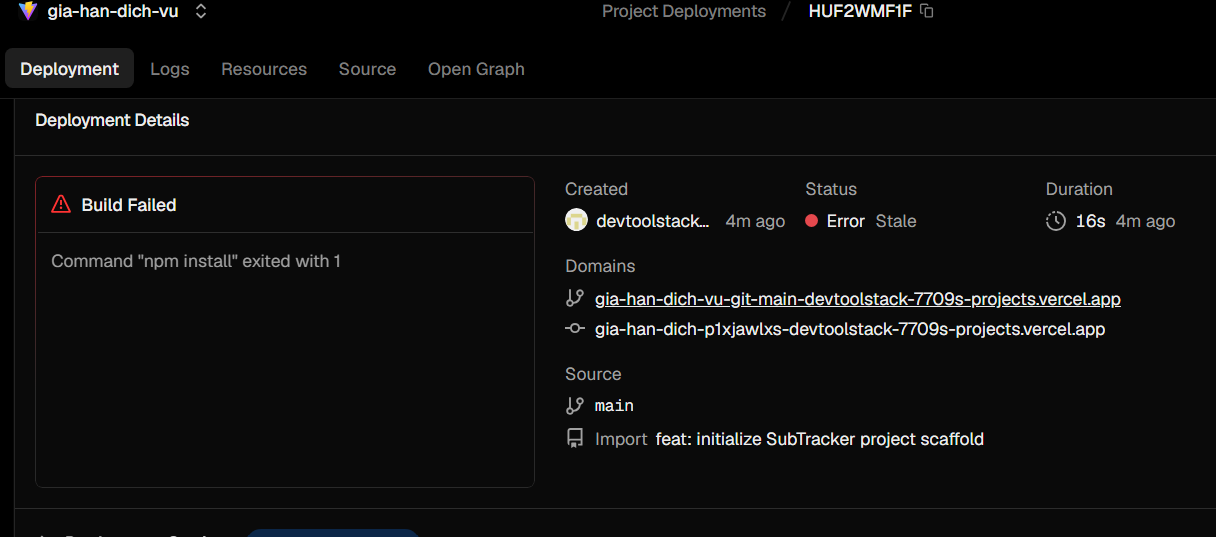 gia-han-dich-vu
Project Deployments / HUF2WMF1F
Deployment Logs Resources Source Open Graph
Deployment Details
Build Failed
Command "npm install" exited with 1
Created Status Duration
devtoolstack... 4m ago Error Stale 16s 4m ago
Domains
gia-han-dich-vu-git-main-devtoolstack-7709s-projects.vercel.app
gia-han-dich-p1xjawlxs-devtoolstack-7709s-projects.vercel.app
Source
main
Import feat: initialize SubTracker project scaffold